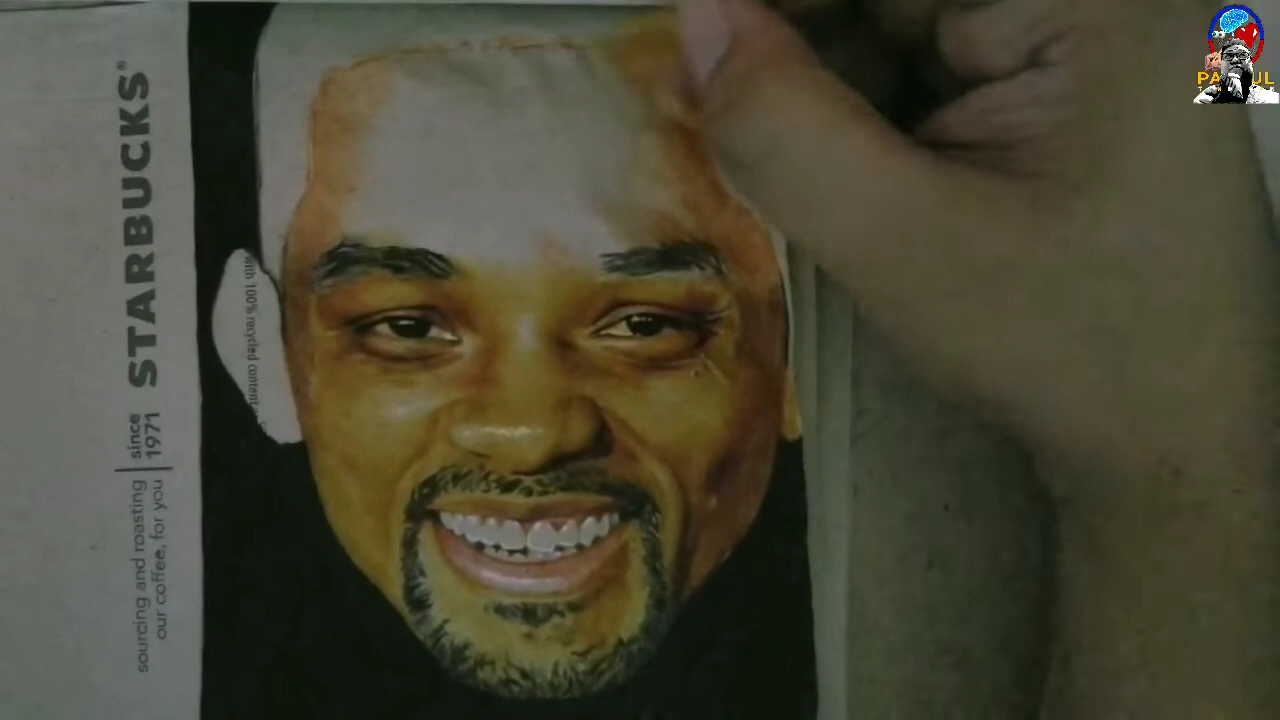 STARBUCKS®
since
1971
sourcing and roasting
our coffee, for you
with 100% recycled content